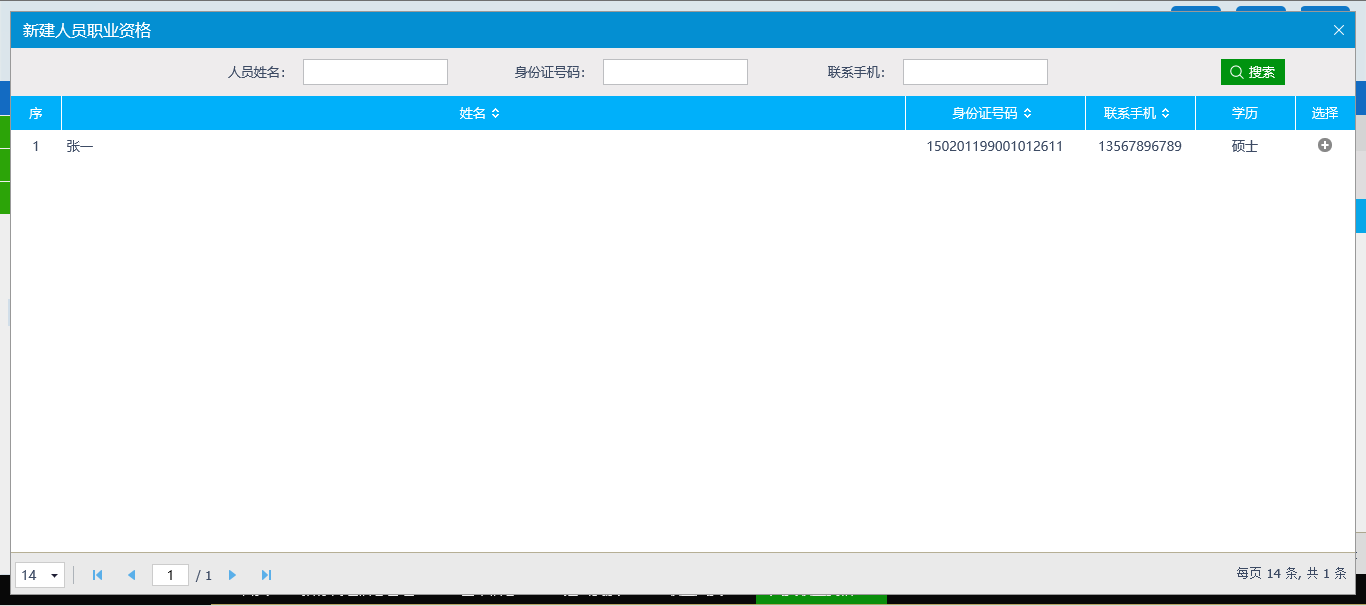 新建人员职业资格
人员姓名: 身份证号码: 联系手机: 搜索
序 姓名 身份证号码 联系手机 学历 选择
1 张一 150201199001012611 13567896789 硕士
14 1 / 1 每页 14 条, 共 1 条